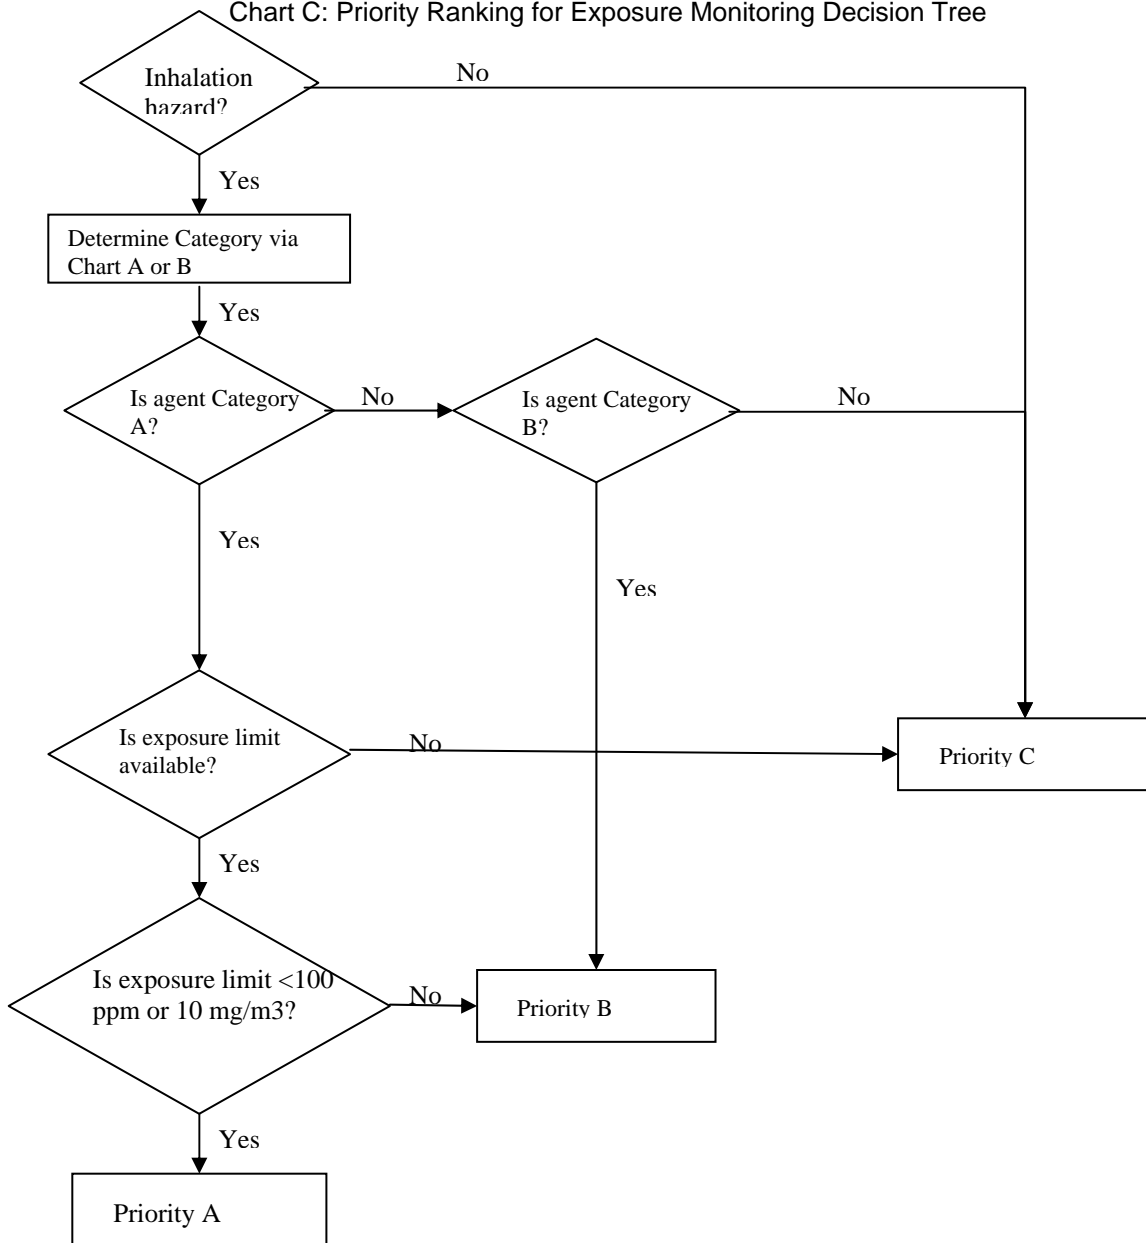 Chart C: Priority Ranking for Exposure Monitoring Decision Tree
Inhalation
hazard?
No
Yes
Determine Category via
Chart A or B
Yes
Is agent Category
A?
No
Is agent Category
B?
No
Yes
Yes
Is exposure limit
available?
No
Priority C
Yes
Is exposure limit <100
ppm or 10 mg/m3?
No
Priority B
Yes
Priority A